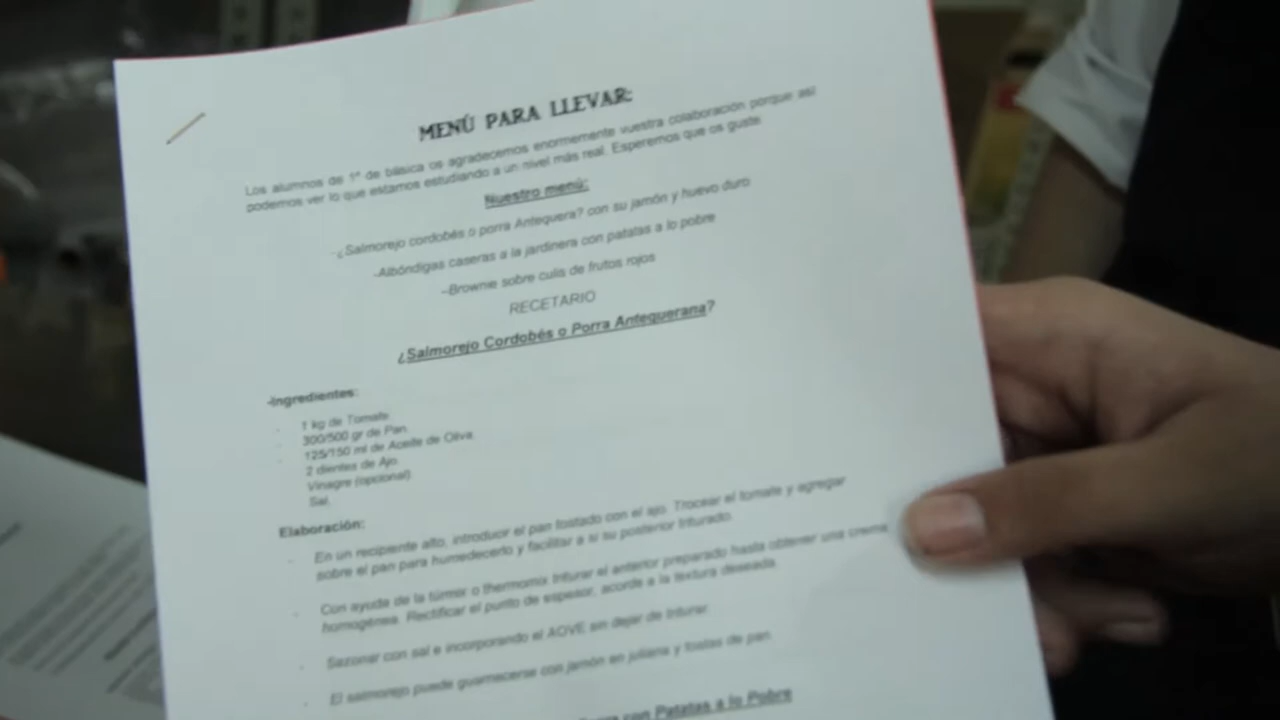 MENÚ PARA LLEVAR:
Los alumnos de 1º de básica os agradecemos enormemente vuestra colaboración porque así
podemos ver lo que estamos estudiando a un nivel más real. Esperemos que os guste.
Nuestro menú:
-¿Salmorejo cordobés o porra Antequera? con su jamón y huevo duro
-Albóndigas caseras a la jardinera con patatas a lo pobre
-Brownie sobre culis de frutos rojos
RECETARIO
¿Salmorejo Cordobés o Porra Antequerana?
-Ingredientes:
- 1 kg de Tomate.
- 300/500 gr de Pan.
- 125/150 ml de Aceite de Oliva.
2 dientes de Ajo.
Vinagre (opcional).
Sal.
Elaboración:
- En un recipiente alto, introducir el pan tostado con el ajo. Trocear el tomate y agregar
sobre el pan para humedecerlo y facilitar a si su posterior triturado.
- Con ayuda de la túrmix o thermomix triturar el anterior preparado hasta obtener una crema
homogénea. Rectificar el punto de espesor, acorde a la textura deseada.
- Sazonar con sal e incorporando el AOVE sin dejar de triturar.
- El salmorejo puede guarnecerse con jamón en juliana y tostas de pan.
con Patatas a lo Pobre